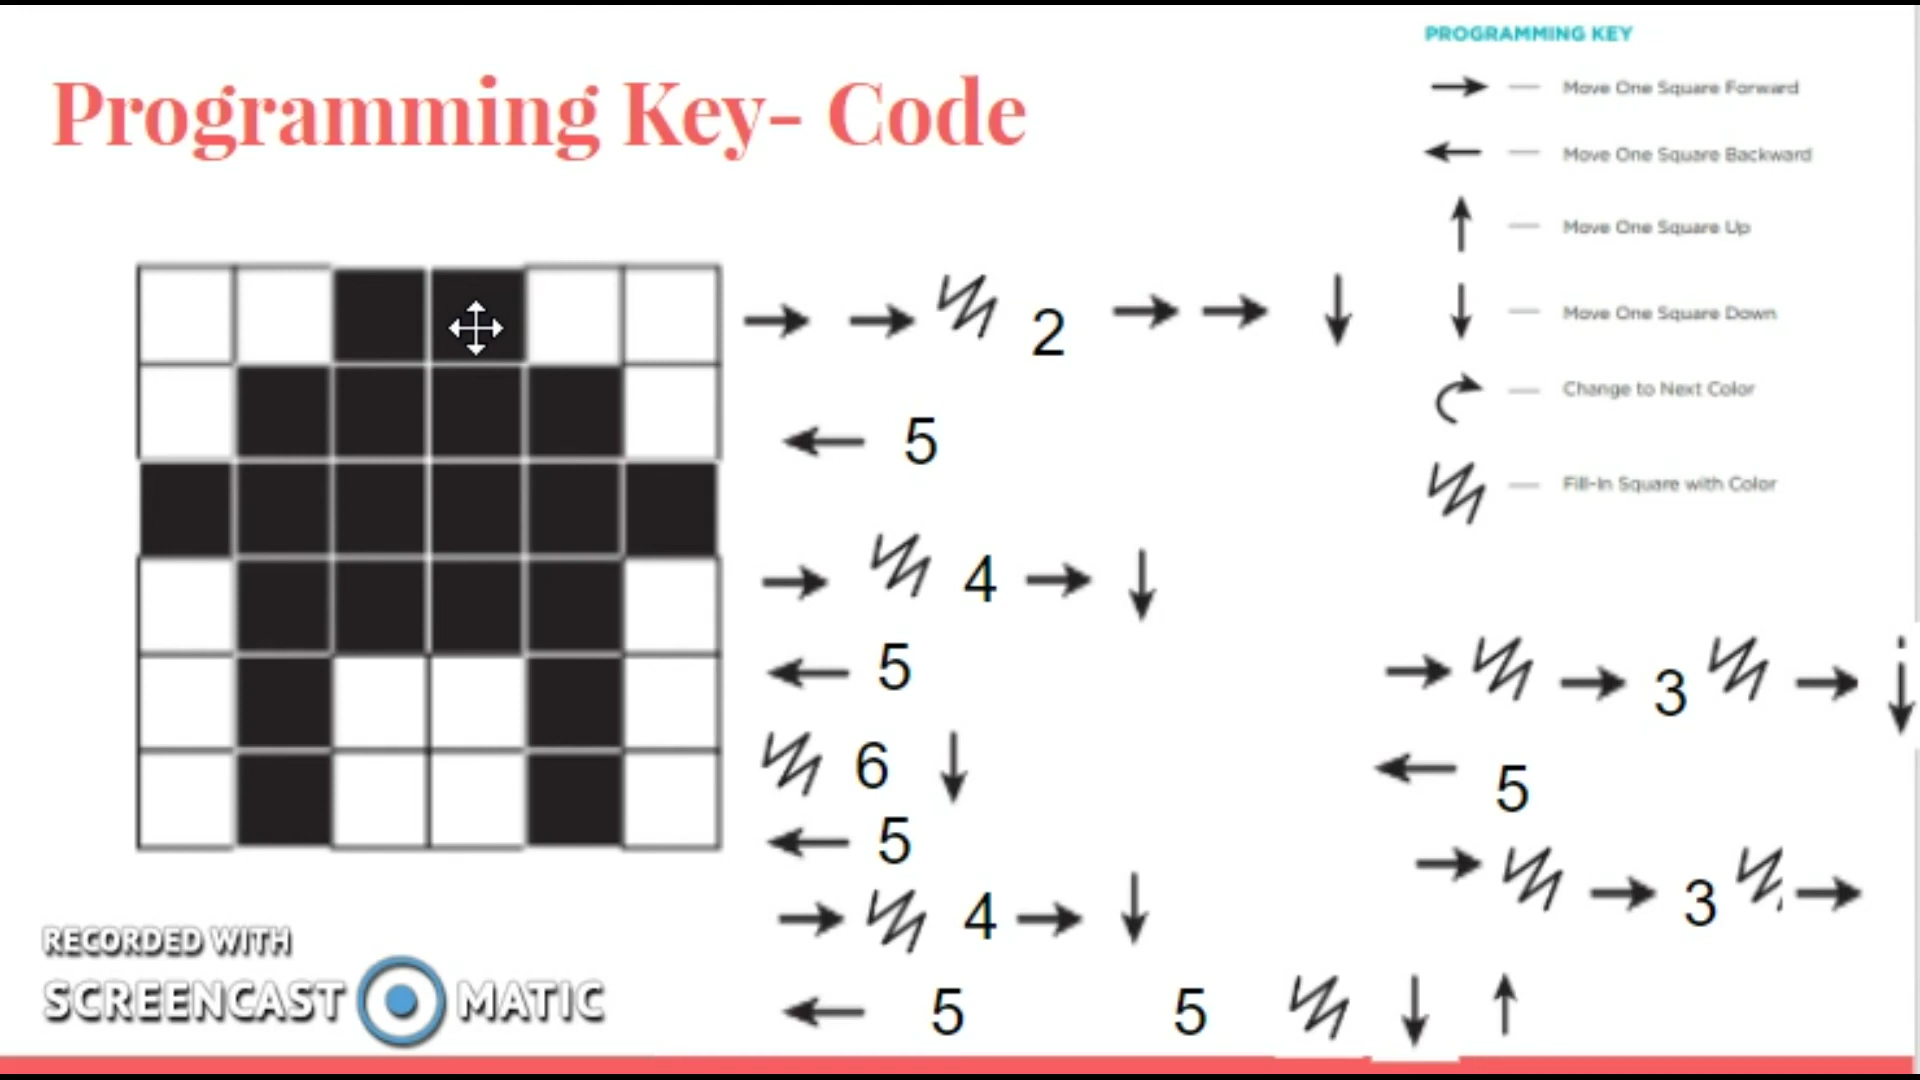 Programming Key- Code
PROGRAMMING KEY
Move One Square Forward
Move One Square Backward
Move One Square Up
Move One Square Down
Change to Next Color
Fill-In Square with Color
2
5
4
5
6
5
4
5 5
3
5
3
RECORDED WITH
SCREENCAST MATIC